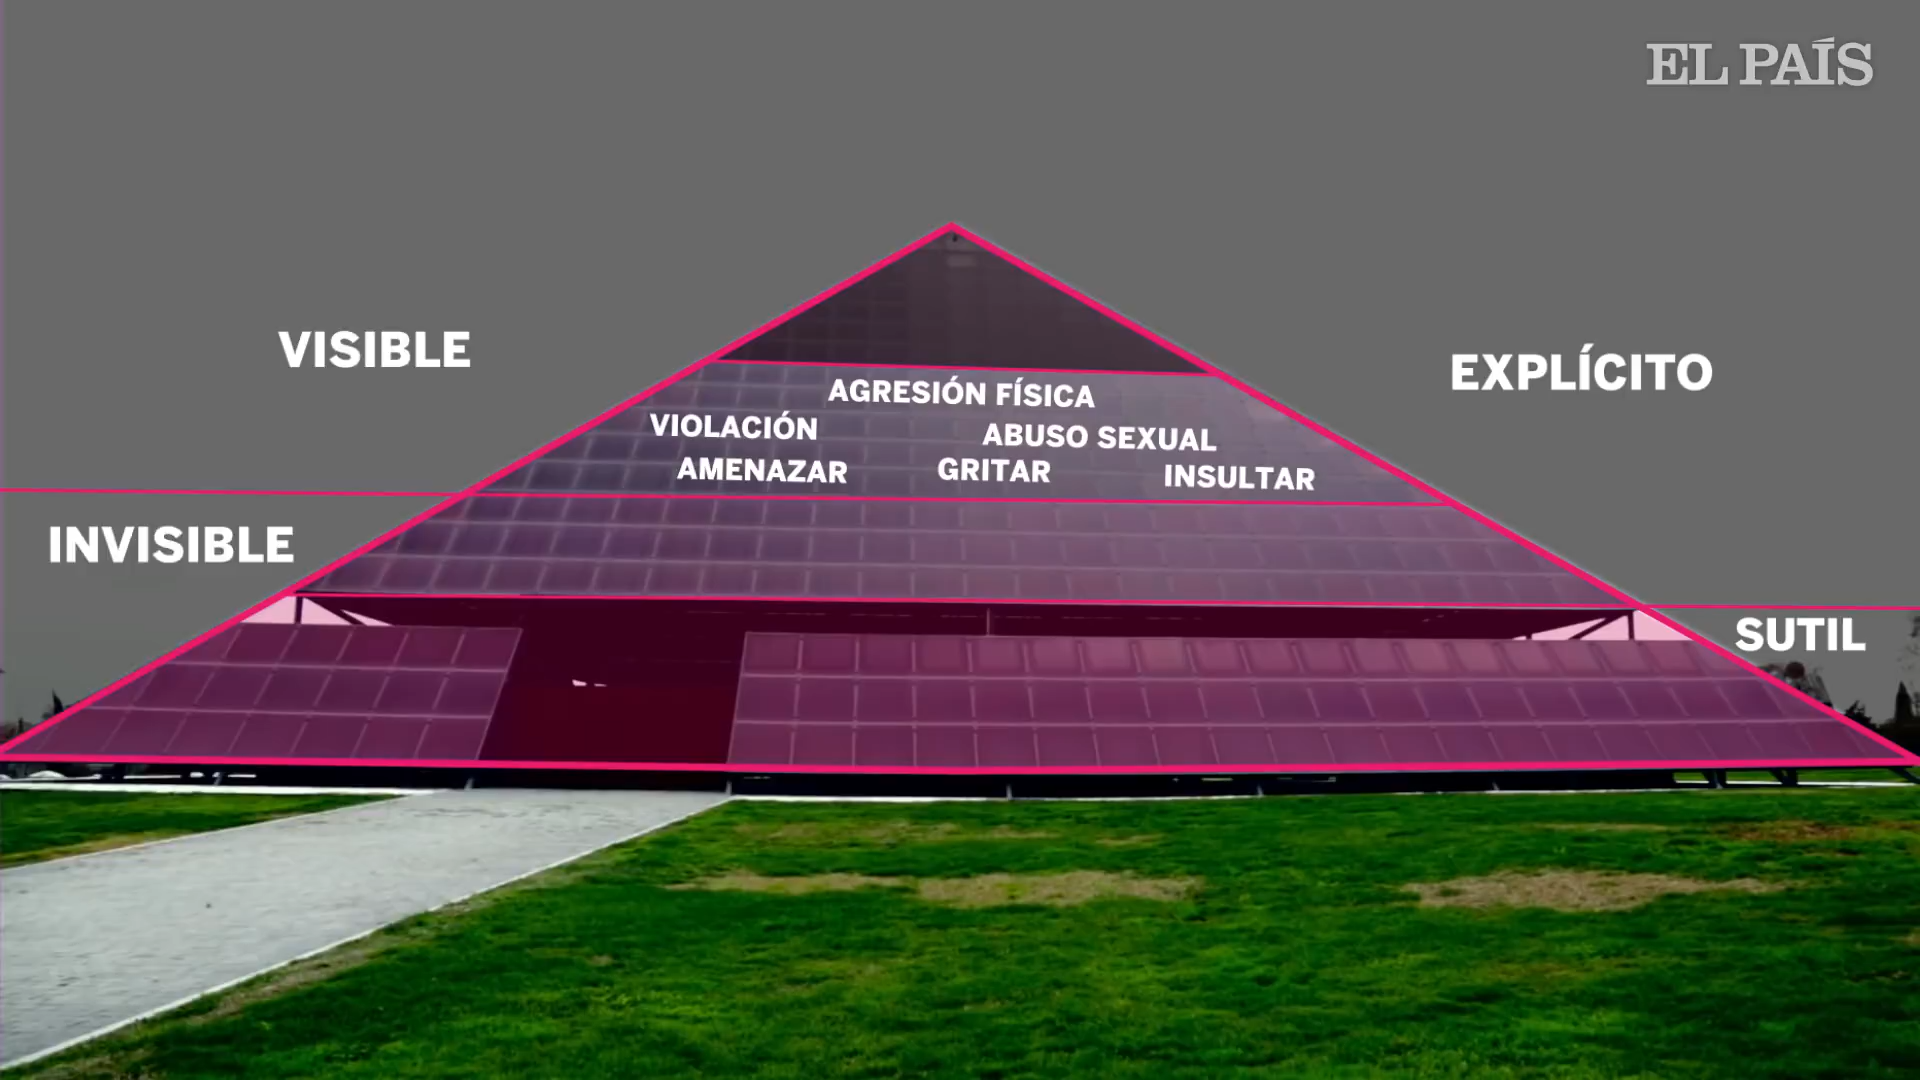 EL PAÍS
VISIBLE
EXPLÍCITO
AGRESIÓN FÍSICA
VIOLACIÓN ABUSO SEXUAL
AMENAZAR GRITAR INSULTAR
INVISIBLE
SUTIL